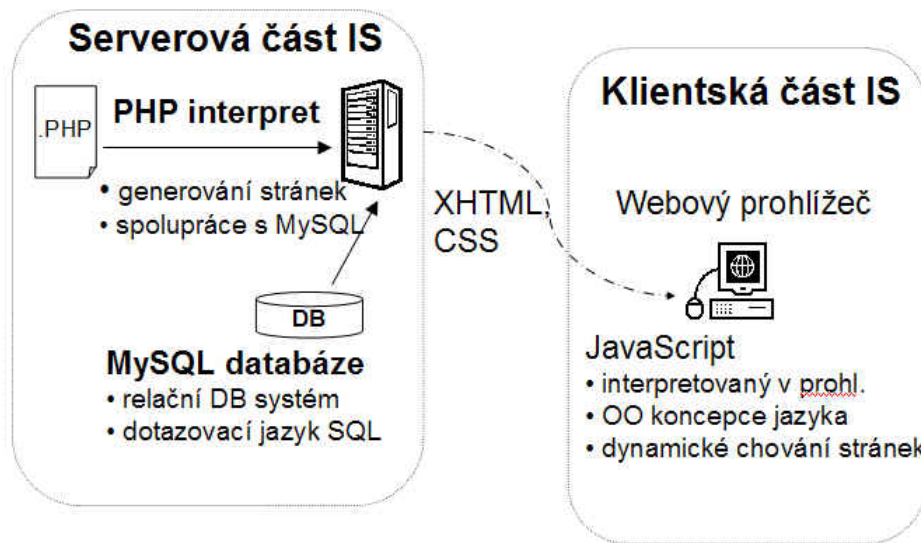 Serverová část IS
.PHP
PHP interpret
• generování stránek
• spolupráce s MySQL
DB
MySQL databáze
• relační DB systém
• dotazovací jazyk SQL
XHTML,
CSS
Klientská část IS
Webový prohlížeč
JavaScript
• interpretovaný v prohl.
• OO koncepce jazyka
• dynamické chování stránek